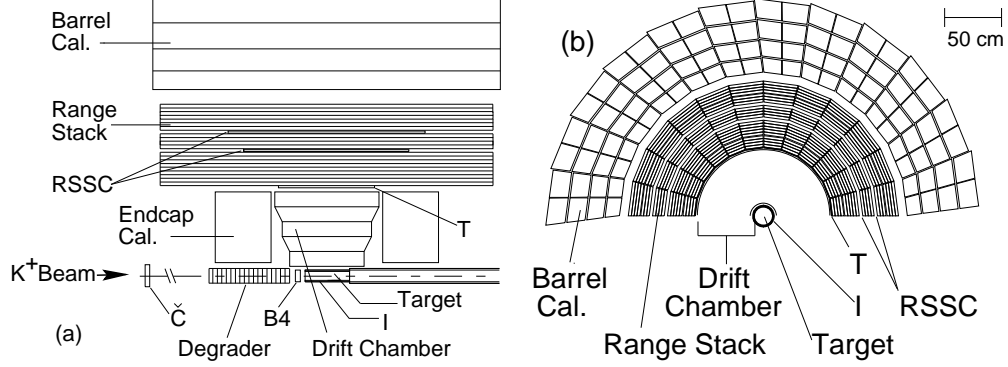 Barrel
Cal.
Range
Stack
RSSC
Endcap
Cal.
T
K+Beam
Č
B4
Target
I
Degrader
Drift Chamber
(a)
(b)
50 cm
Barrel
Cal.
Drift
Chamber
T
I
RSSC
Range Stack
Target